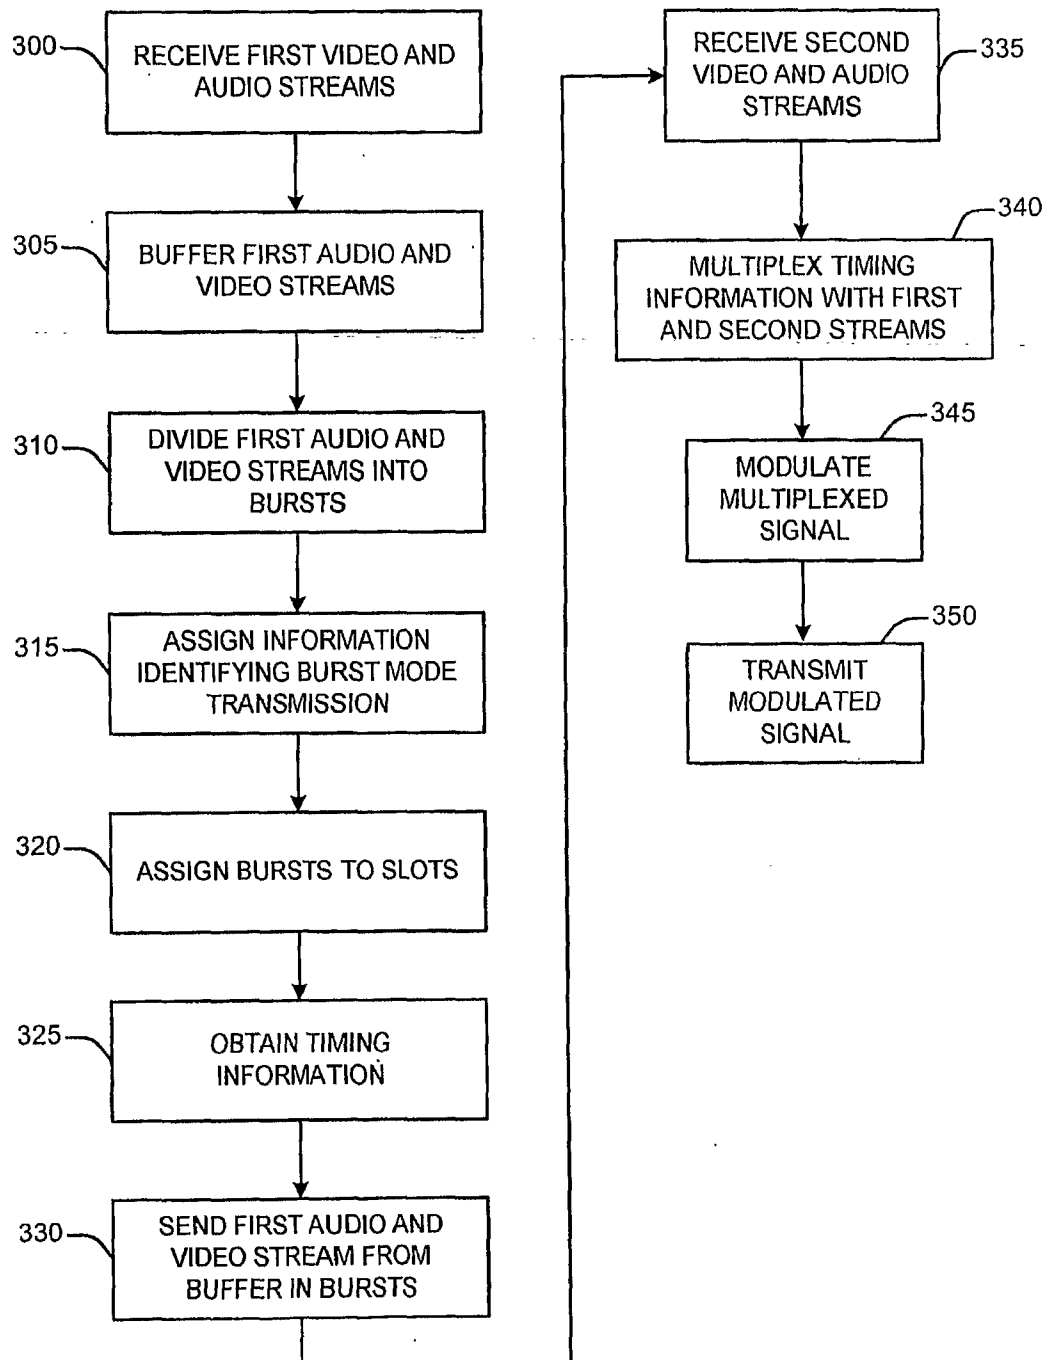 300
RECEIVE FIRST VIDEO AND
AUDIO STREAMS
305
BUFFER FIRST AUDIO AND
VIDEO STREAMS
310
DIVIDE FIRST AUDIO AND
VIDEO STREAMS INTO
BURSTS
315
ASSIGN INFORMATION
IDENTIFYING BURST MODE
TRANSMISSION
320
ASSIGN BURSTS TO SLOTS
325
OBTAIN TIMING
INFORMATION
330
SEND FIRST AUDIO AND
VIDEO STREAM FROM
BUFFER IN BURSTS
335
RECEIVE SECOND
VIDEO AND AUDIO
STREAMS
340
MULTIPLEX TIMING
INFORMATION WITH FIRST
AND SECOND STREAMS
345
MODULATE
MULTIPLEXED
SIGNAL
350
TRANSMIT
MODULATED
SIGNAL